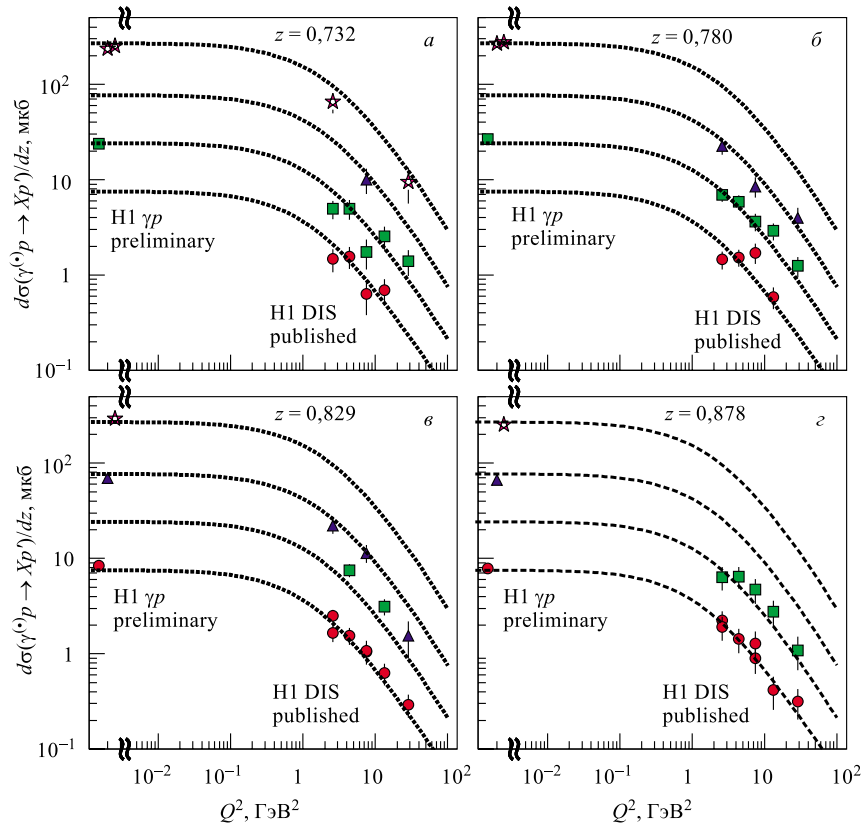 z = 0,732
а
z = 0,780
б
10²
10
1
10⁻¹
dσ(γ⁽*⁾p → Xp′)/dz, мкб
H1 γp
preliminary
H1 DIS
published
H1 γp
preliminary
H1 DIS
published
z = 0,829
в
z = 0,878
г
10²
10
1
10⁻¹
dσ(γ⁽*⁾p → Xp′)/dz, мкб
H1 γp
preliminary
H1 DIS
published
H1 γp
preliminary
H1 DIS
published
10⁻² 10⁻¹ 1 10 10² 10⁻² 10⁻¹ 1 10 10²
Q², ГэВ² Q², ГэВ²